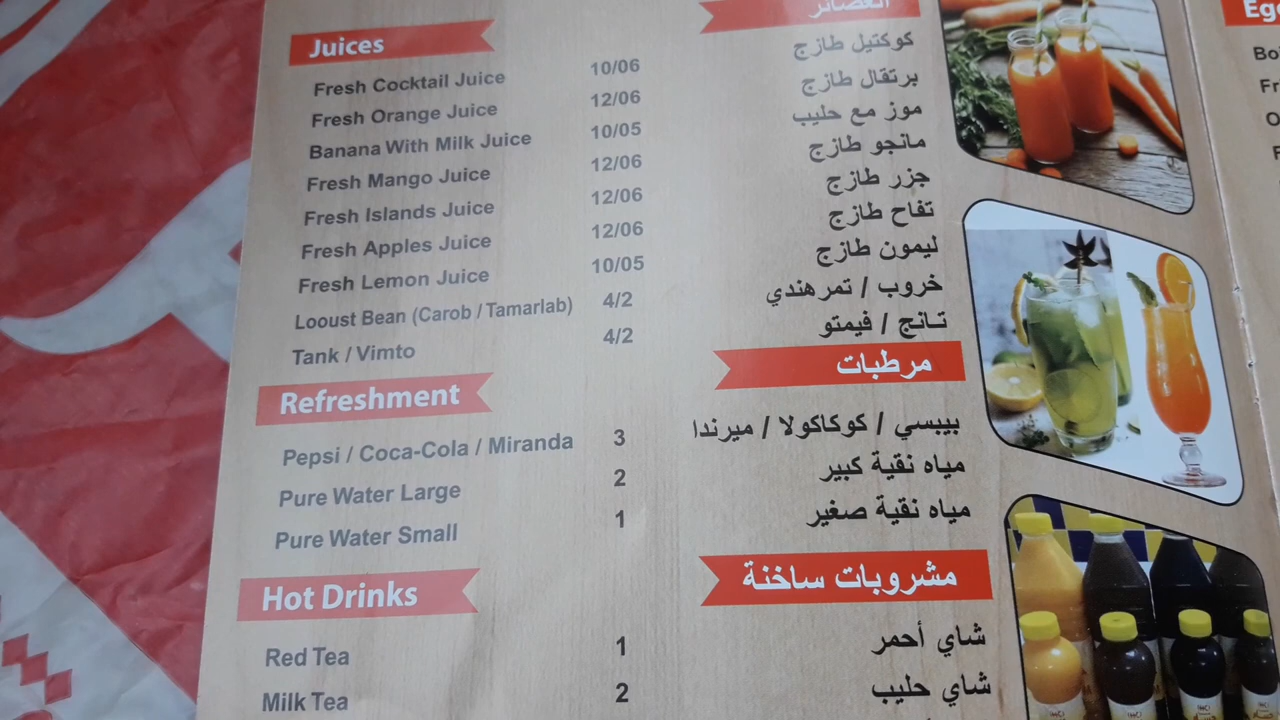 Juices
العصائر
Fresh Cocktail Juice 10/06 كوكتيل طازج
Fresh Orange Juice 12/06 برتقال طازج
Banana With Milk Juice 10/05 موز مع حليب
Fresh Mango Juice 12/06 مانجو طازج
Fresh Islands Juice 12/06 جزر طازج
Fresh Apples Juice 12/06 تفاح طازج
Fresh Lemon Juice 10/05 ليمون طازج
Looust Bean (Carob / Tamarlab) 4/2 خروب / تمرهندي
Tank / Vimto 4/2 تانج / فيمتو
Refreshment مرطبات
Pepsi / Coca-Cola / Miranda 3 بيبسي / كوكاكولا / ميرندا
Pure Water Large 2 مياه نقية كبير
Pure Water Small 1 مياه نقية صغير
Hot Drinks مشروبات ساخنة
Red Tea 1 شاي أحمر
Milk Tea 2 شاي حليب